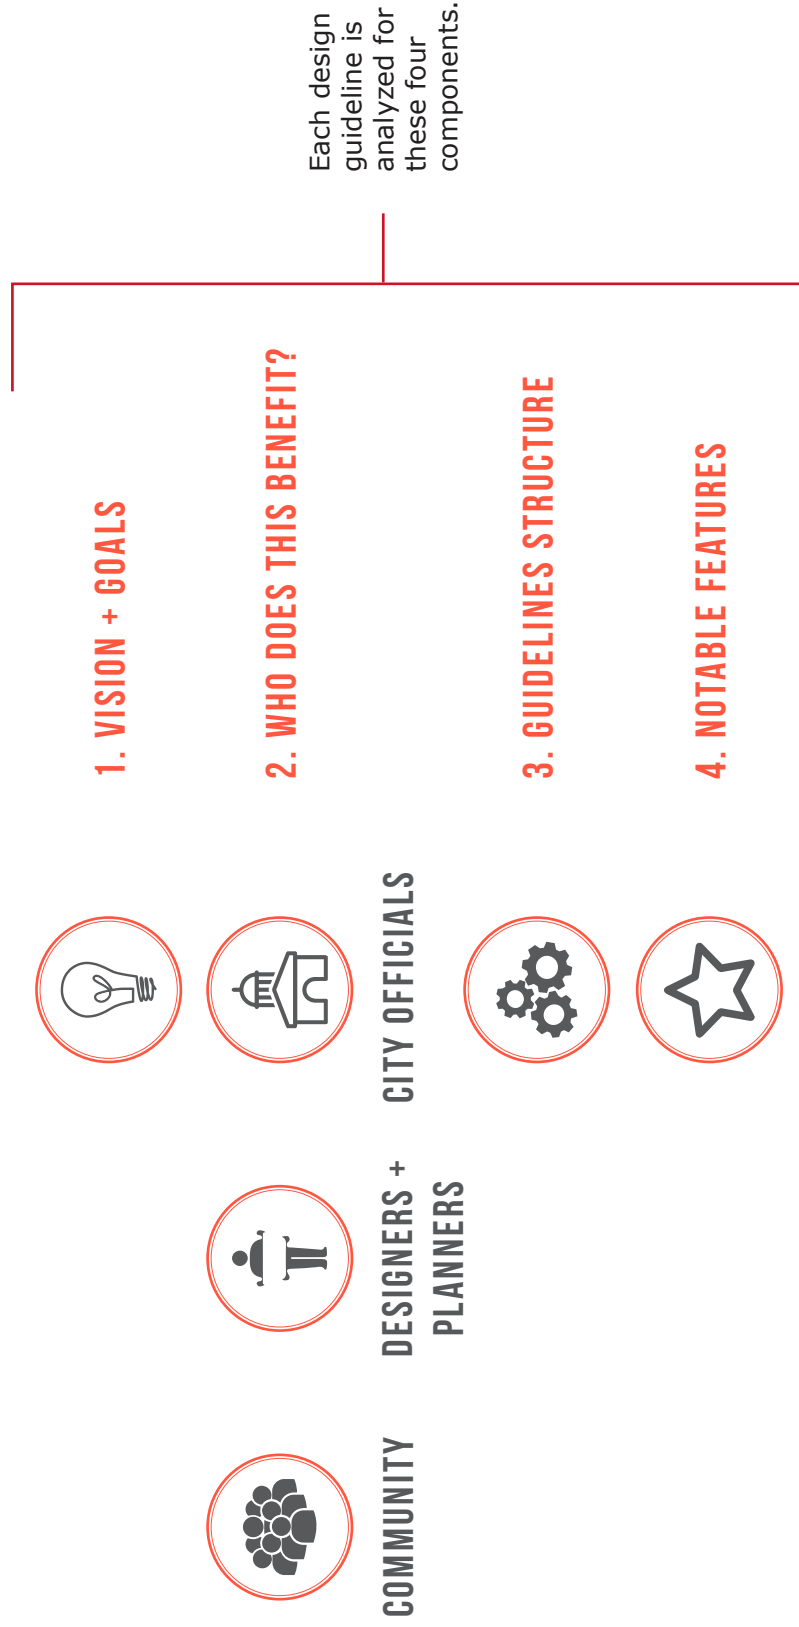 COMMUNITY
DESIGNERS +
PLANNERS
CITY OFFICIALS
1. VISION + GOALS
2. WHO DOES THIS BENEFIT?
3. GUIDELINES STRUCTURE
4. NOTABLE FEATURES
Each design
guideline is
analyzed for
these four
components.